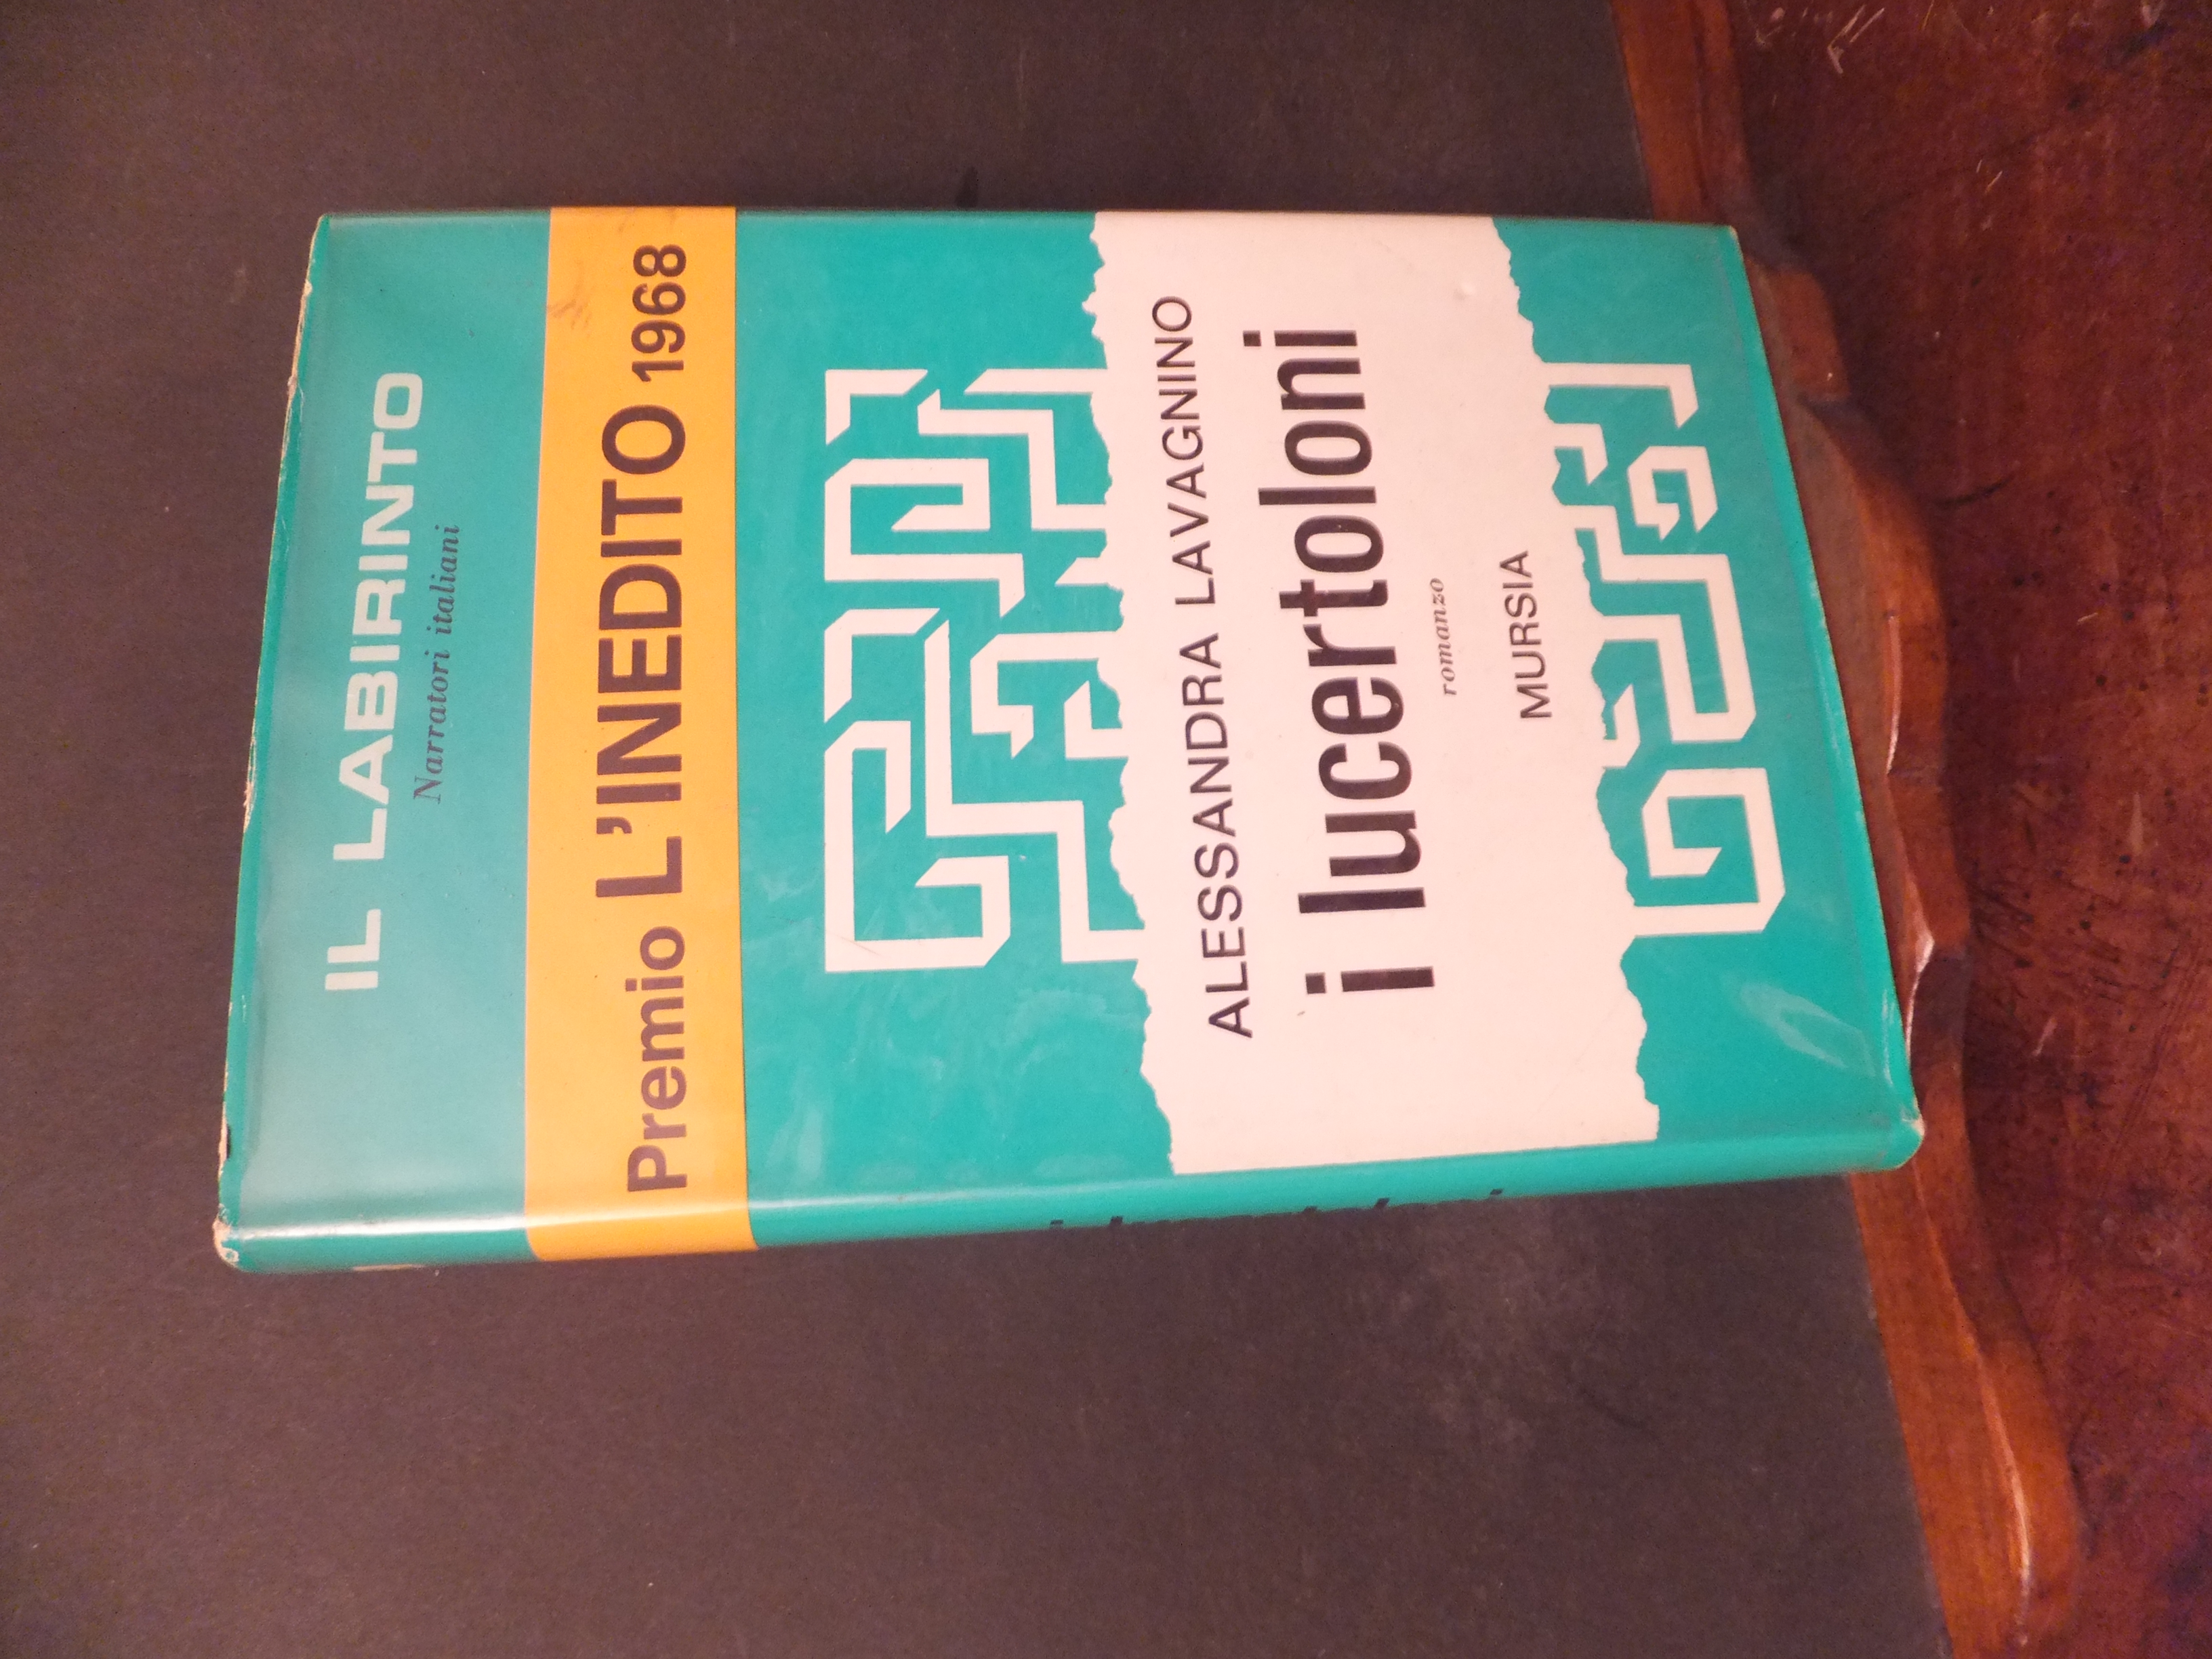 IL LABIRINTO
Narratori italiani
Premio L'INEDITO 1968
ALESSANDRA LAVAGNINO
i lucertoloni
romanzo
MURSIA